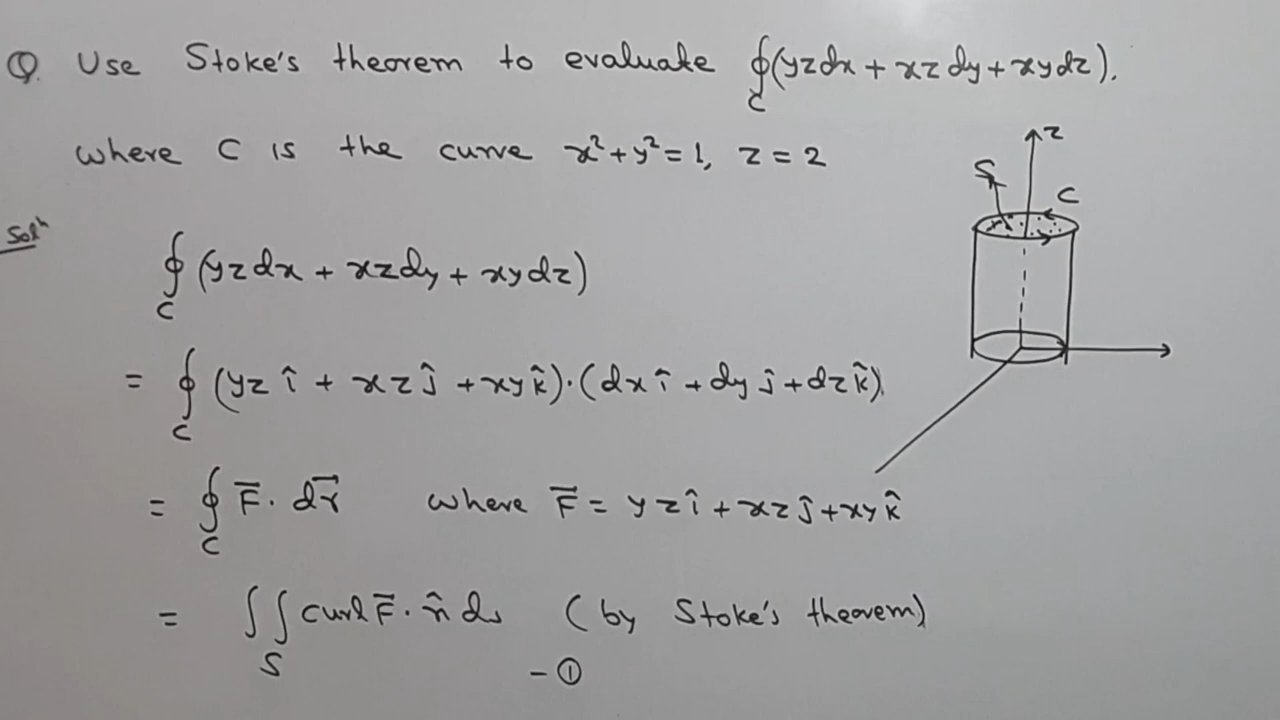 Q. Use Stoke's theorem to evaluate ∮_C (yzdx + xzdy + xydz),
where C is the curve x²+y²=1, z=2
z
S
C
Solⁿ
∮_C (yzdx + xzdy + xydz)
= ∮_C (yz î + xz ĵ + xy k̂)·(dx î + dy ĵ + dz k̂).
= ∮_C F̅. dr⃗ where F̅ = yz î + xz ĵ + xy k̂
= ∬_S curl F̅. n̂ ds (by Stoke's theorem)
- ①